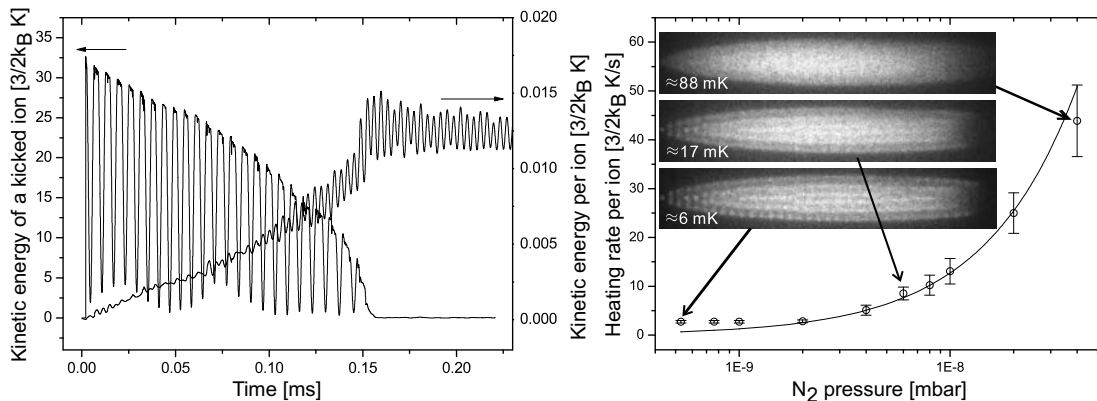 Kinetic energy of a kicked ion [3/2k_B K]
35
30
25
20
15
10
5
0
0.00
0.05
0.10
0.15
0.20
Time [ms]
0.020
0.015
0.010
0.005
0.000
Kinetic energy per ion [3/2k_B K]
Heating rate per ion [3/2k_B K/s]
60
50
40
30
20
10
0
≈88 mK
≈17 mK
≈6 mK
1E-9
1E-8
N₂ pressure [mbar]